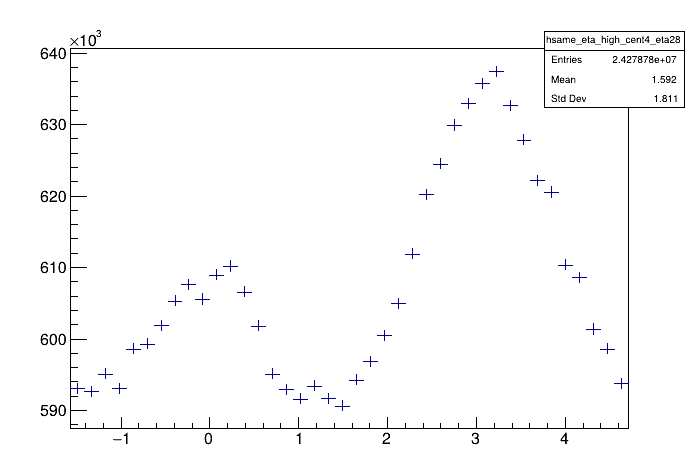 ×10³
hsame_eta_high_cent4_eta28
Entries 2.427878e+07
Mean 1.592
Std Dev 1.811
640
630
620
610
600
590
−1 0 1 2 3 4